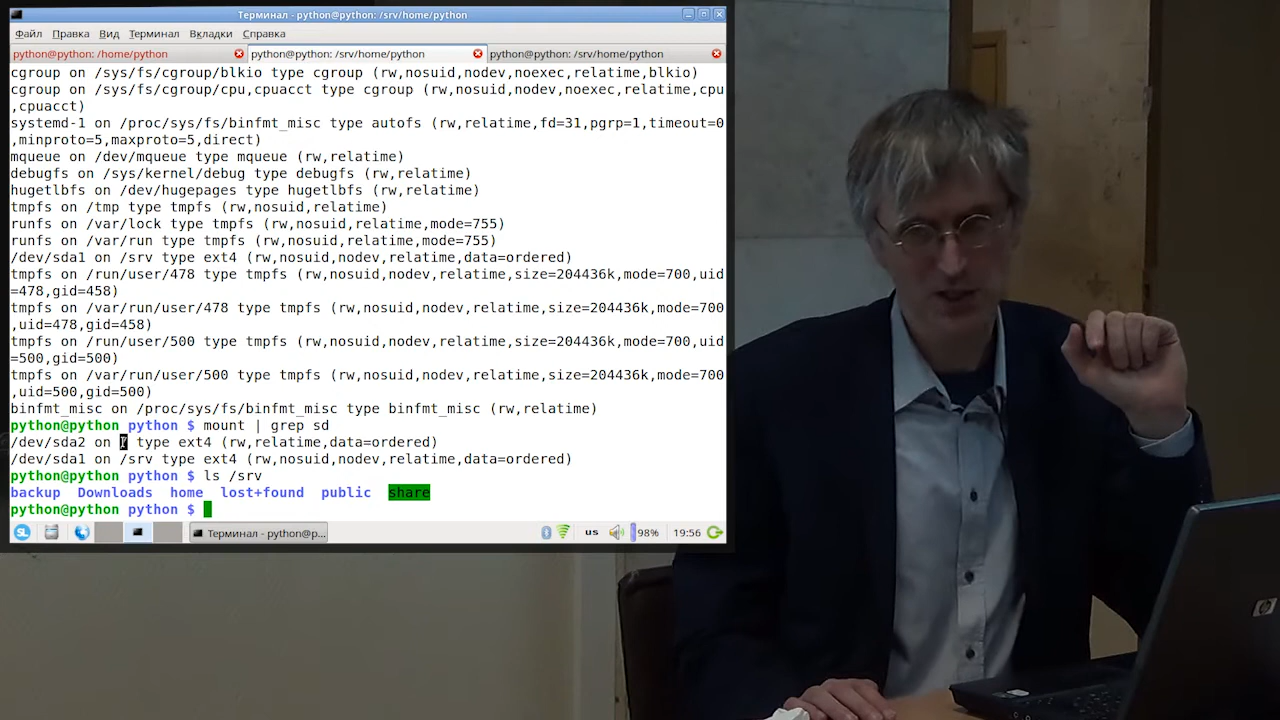 Терминал - python@python: /srv/home/python
Файл Правка Вид Терминал Вкладки Справка
python@python: /home/python python@python: /srv/home/python python@python: /srv/home/python
cgroup on /sys/fs/cgroup/blkio type cgroup (rw,nosuid,nodev,noexec,relatime,blkio)
cgroup on /sys/fs/cgroup/cpu,cpuacct type cgroup (rw,nosuid,nodev,noexec,relatime,cpu
,cpuacct)
systemd-1 on /proc/sys/fs/binfmt_misc type autofs (rw,relatime,fd=31,pgrp=1,timeout=0
,minproto=5,maxproto=5,direct)
mqueue on /dev/mqueue type mqueue (rw,relatime)
debugfs on /sys/kernel/debug type debugfs (rw,relatime)
hugetlbfs on /dev/hugepages type hugetlbfs (rw,relatime)
tmpfs on /tmp type tmpfs (rw,nosuid,relatime)
runfs on /var/lock type tmpfs (rw,nosuid,relatime,mode=755)
runfs on /var/run type tmpfs (rw,nosuid,relatime,mode=755)
/dev/sda1 on /srv type ext4 (rw,nosuid,nodev,relatime,data=ordered)
tmpfs on /run/user/478 type tmpfs (rw,nosuid,nodev,relatime,size=204436k,mode=700,uid
=478,gid=458)
tmpfs on /var/run/user/478 type tmpfs (rw,nosuid,nodev,relatime,size=204436k,mode=700
,uid=478,gid=458)
tmpfs on /run/user/500 type tmpfs (rw,nosuid,nodev,relatime,size=204436k,mode=700,uid
=500,gid=500)
tmpfs on /var/run/user/500 type tmpfs (rw,nosuid,nodev,relatime,size=204436k,mode=700
,uid=500,gid=500)
binfmt_misc on /proc/sys/fs/binfmt_misc type binfmt_misc (rw,relatime)
python@python python $ mount | grep sd
/dev/sda2 on / type ext4 (rw,relatime,data=ordered)
/dev/sda1 on /srv type ext4 (rw,nosuid,nodev,relatime,data=ordered)
python@python python $ ls /srv
backup Downloads home lost+found public share
python@python python $
SL Терминал - python@p... us 98% 19:56
hp